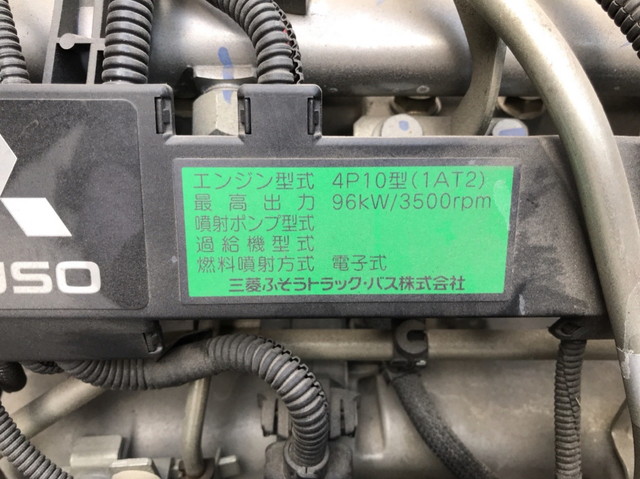 エンジン型式 4P10型(1AT2)
最高出力 96kW/3500rpm
噴射ポンプ型式
過給機型式
燃料噴射方式 電子式
三菱ふそうトラック・バス株式会社
USO